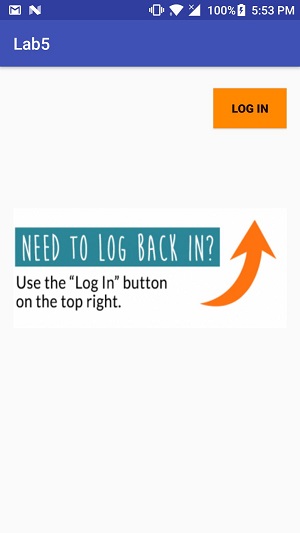 100% 5:53 PM
Lab5
LOG IN
NEED TO LOG BACK IN?
Use the “Log In” button
on the top right.